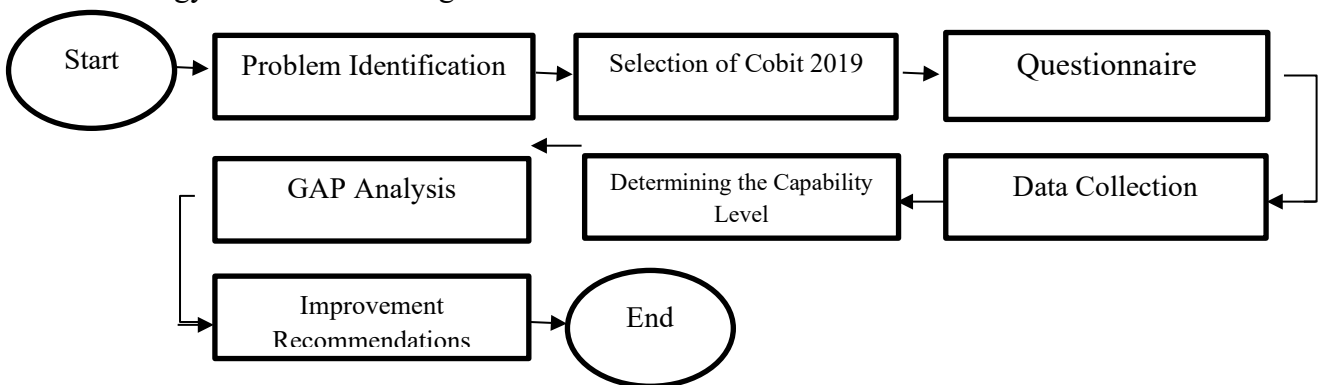 Start
Problem Identification
Selection of Cobit 2019
Questionnaire
GAP Analysis
Determining the Capability
Level
Data Collection
Improvement
Recommendations
End